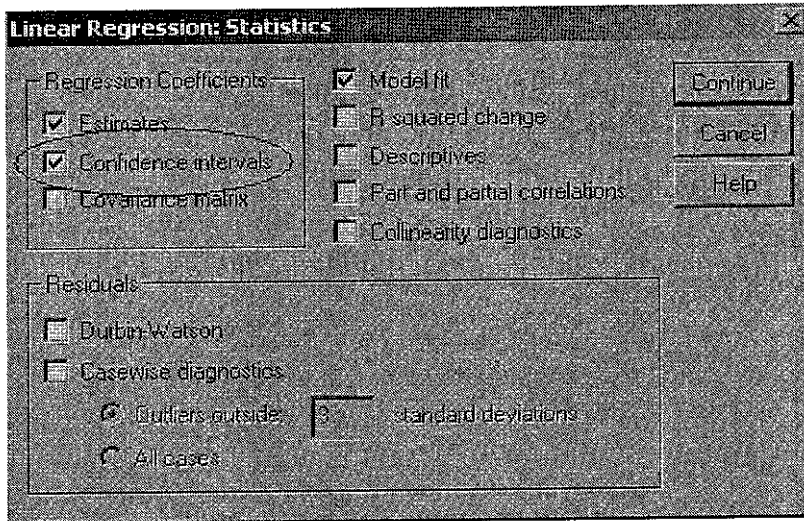 Linear Regression: Statistics
Regression Coefficients
Estimates
Confidence intervals
Covariance matrix
Model fit
R squared change
Descriptives
Part and partial correlations
Collinearity diagnostics
Continue
Cancel
Help
Residuals
Durbin-Watson
Casewise diagnostics
Outliers outside: 3 standard deviations
All cases